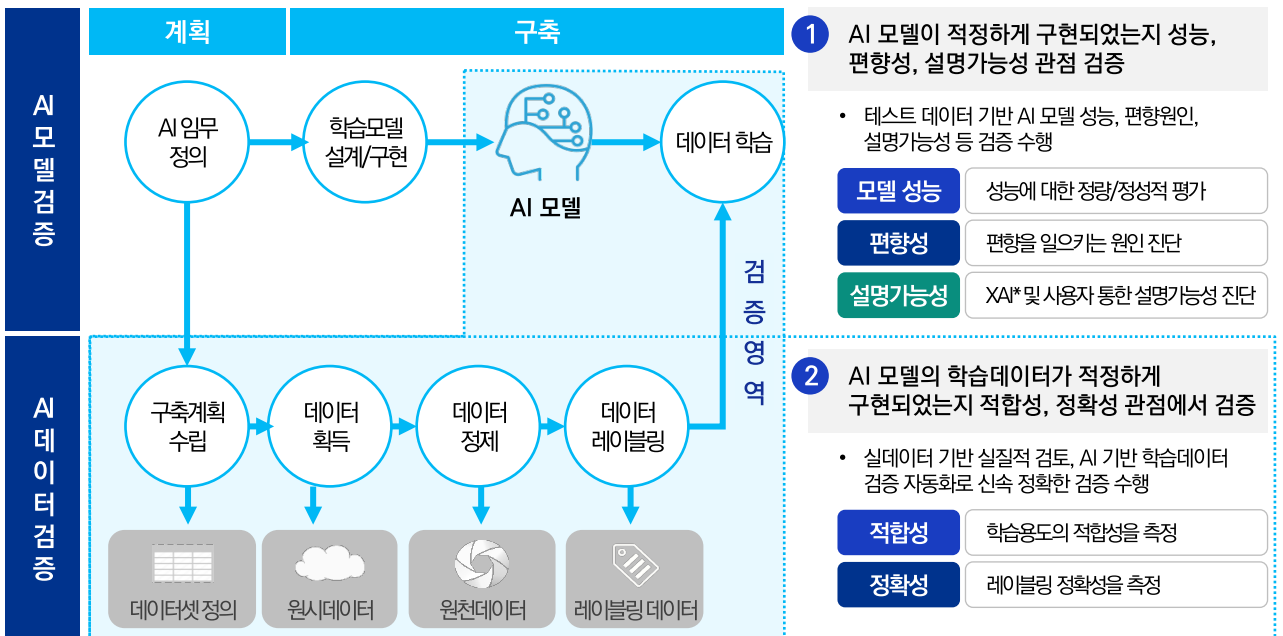 계획
구축
AI 모델검증
AI 임무
정의
학습모델
설계/구현
AI 모델
데이터 학습
검증영역
1
AI 모델이 적정하게 구현되었는지 성능,
편향성, 설명가능성 관점 검증
• 테스트 데이터 기반 AI 모델 성능, 편향원인,
설명가능성 등 검증 수행
모델 성능
성능에 대한 정량/정성적 평가
편향성
편향을 일으키는 원인 진단
설명가능성
XAI* 및 사용자 통한 설명가능성 진단
AI 데이터검증
구축계획
수립
데이터
획득
데이터
정제
데이터
레이블링
데이터셋 정의
원시데이터
원천데이터
레이블링 데이터
2
AI 모델의 학습데이터가 적정하게
구현되었는지 적합성, 정확성 관점에서 검증
• 실데이터 기반 실질적 검토, AI 기반 학습데이터
검증 자동화로 신속 정확한 검증 수행
적합성
학습용도의 적합성을 측정
정확성
레이블링 정확성을 측정